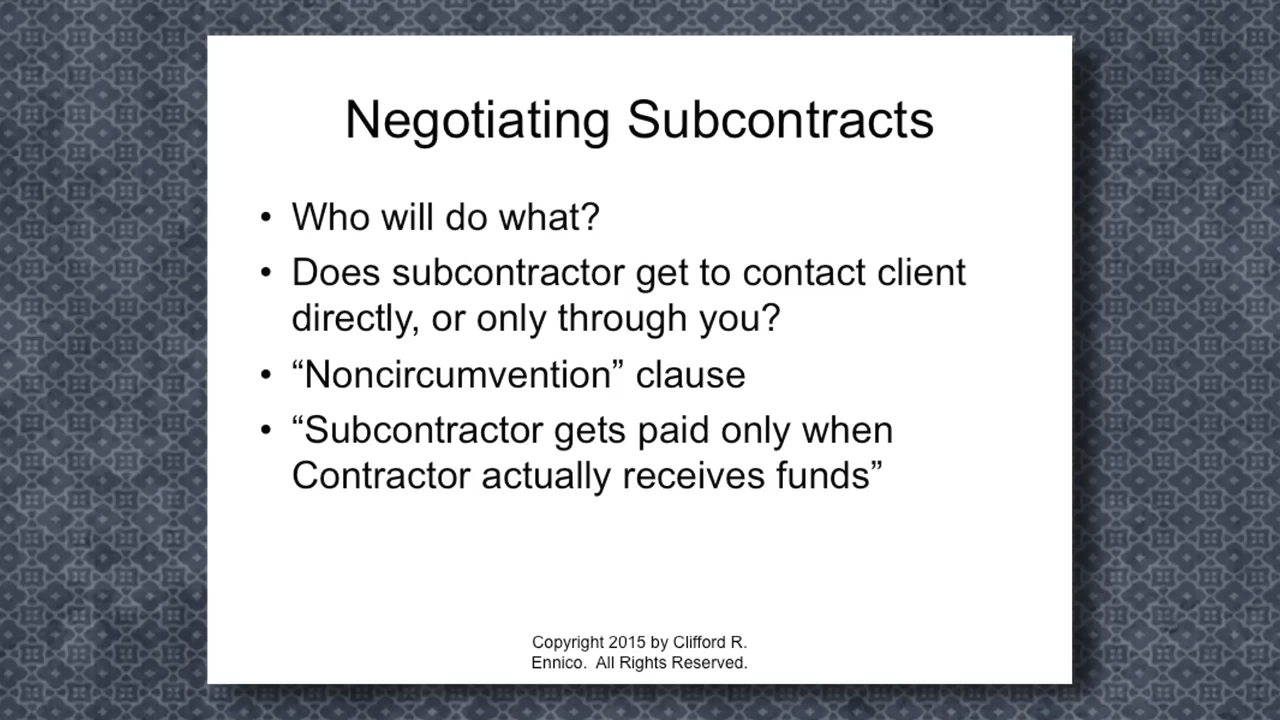 Negotiating Subcontracts
• Who will do what?
• Does subcontractor get to contact client
directly, or only through you?
• “Noncircumvention” clause
• “Subcontractor gets paid only when
Contractor actually receives funds”
Copyright 2015 by Clifford R.
Ennico.  All Rights Reserved.